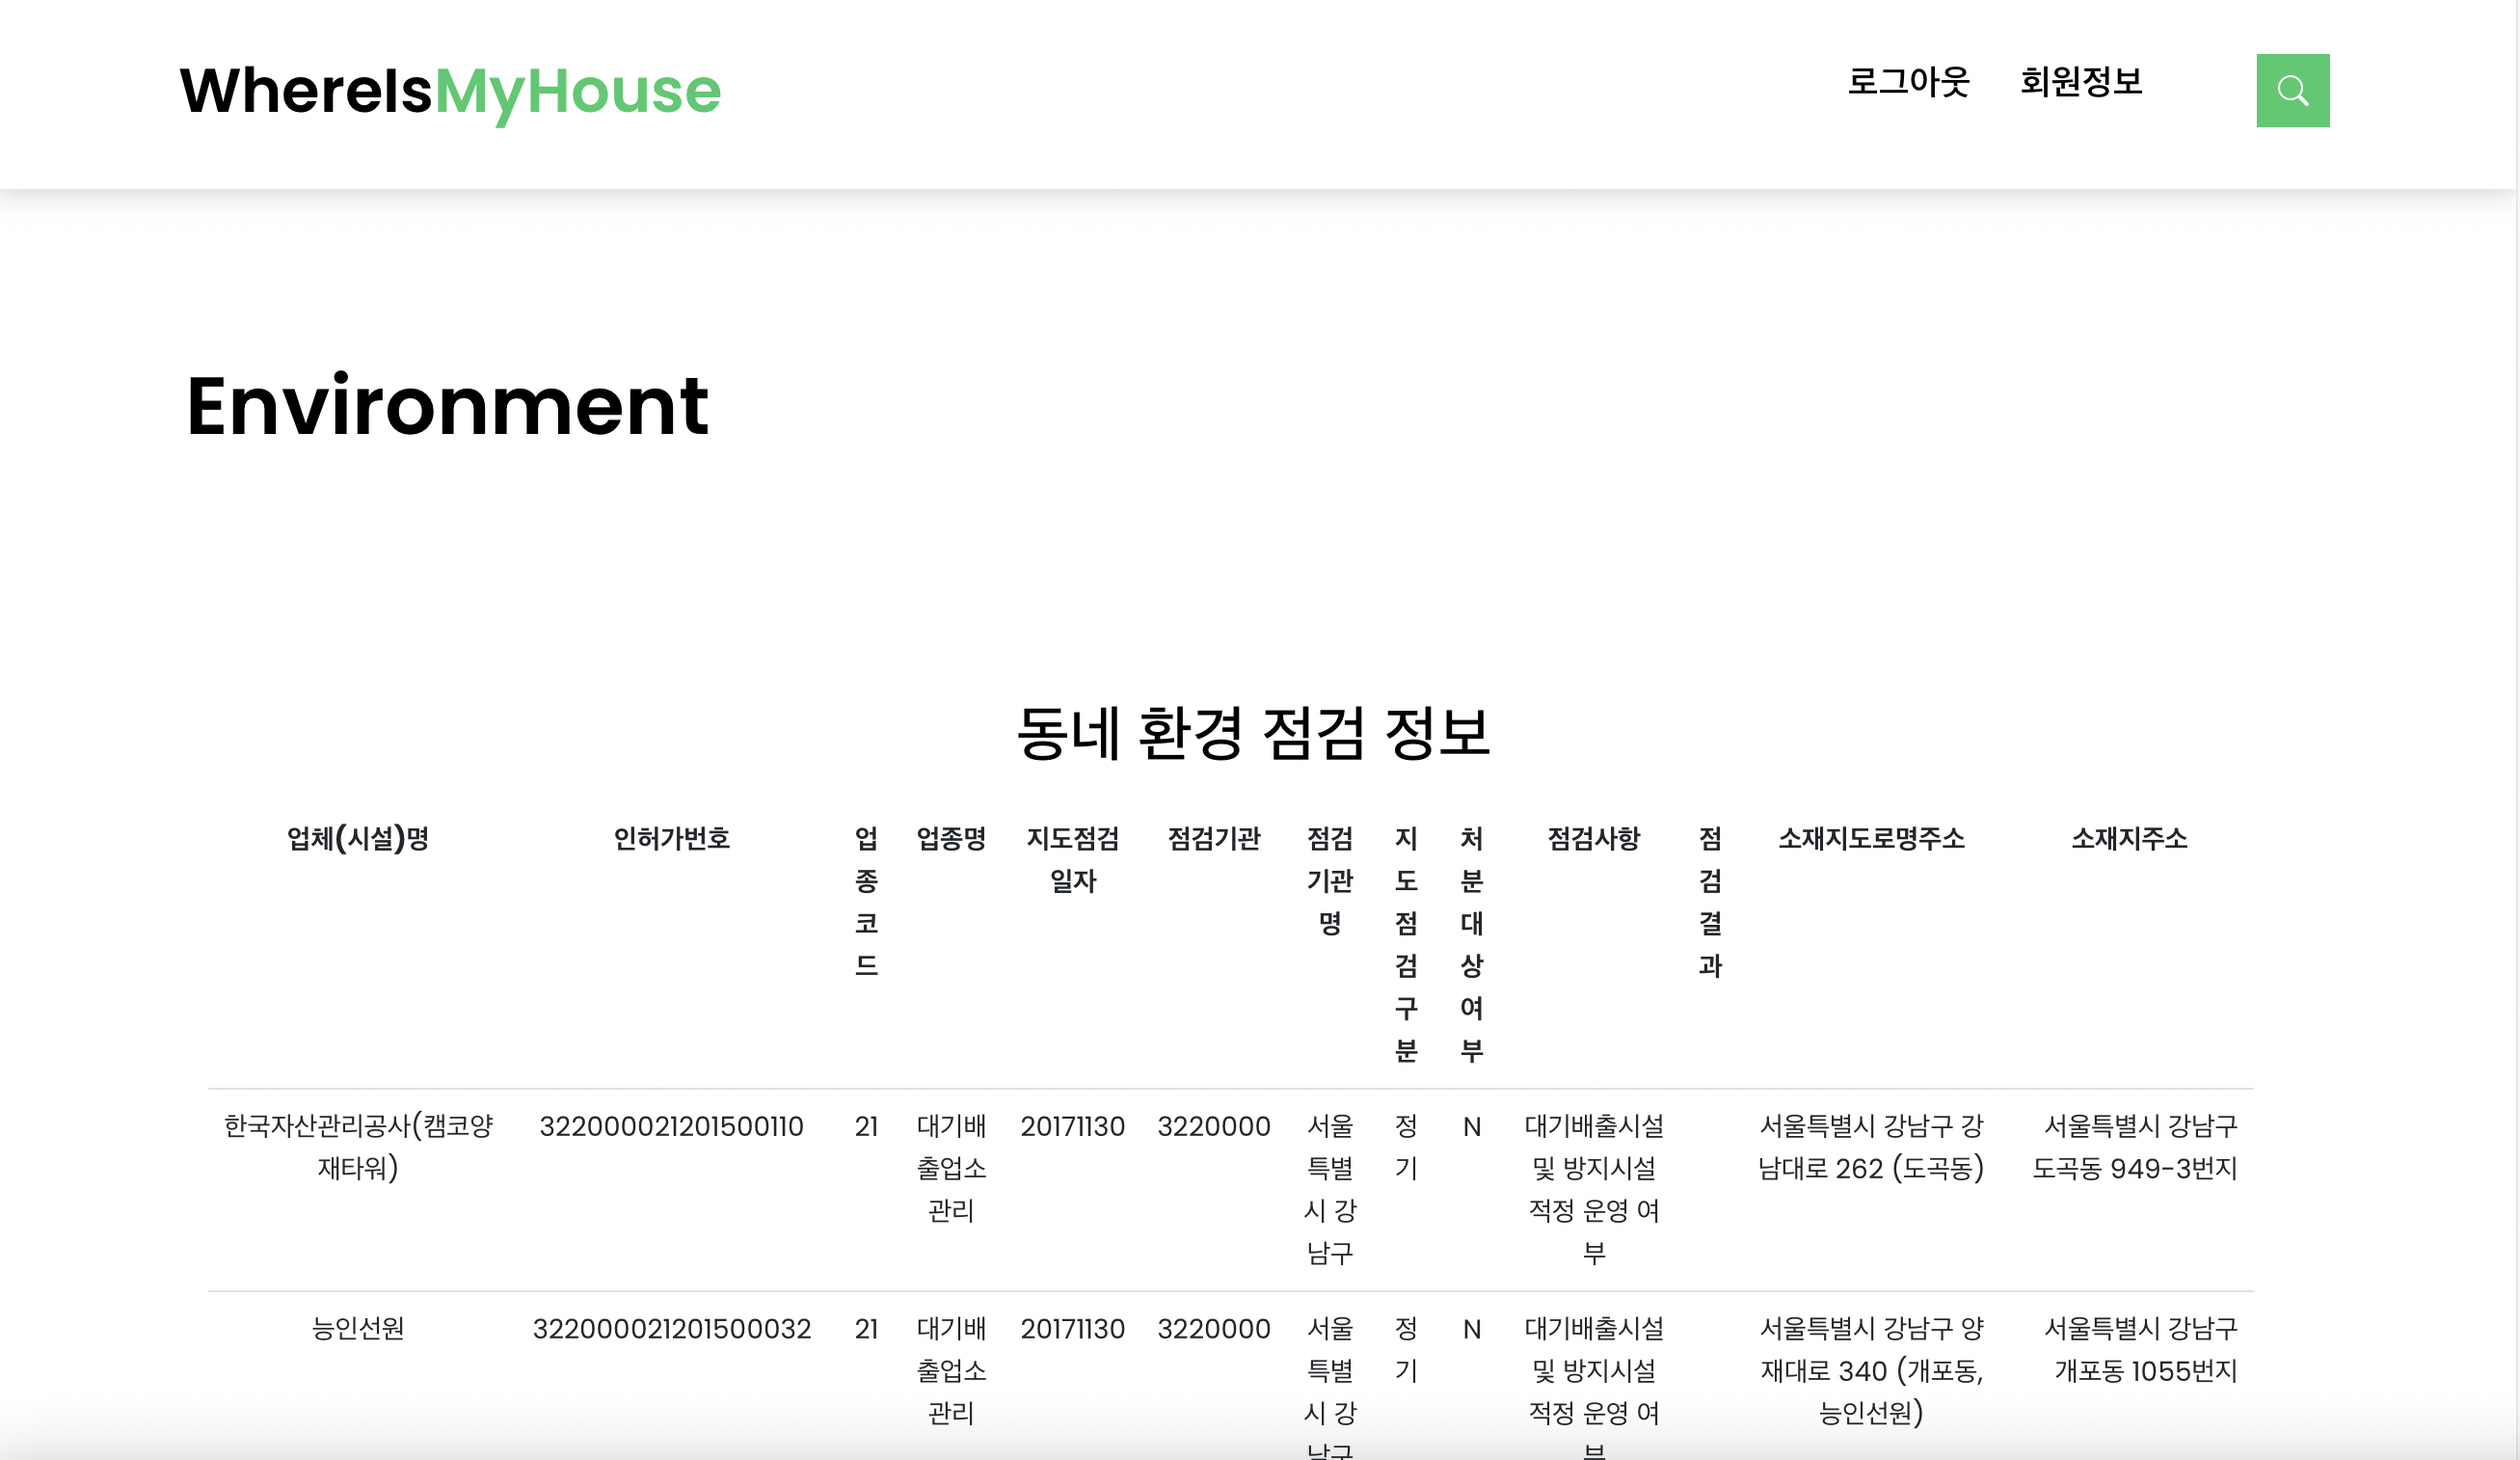 WhereIsMyHouse
로그아웃 회원정보
Environment
동네 환경 점검 정보
업체(시설)명 인허가번호 업종코드 업종명 지도점검일자 점검기관 점검기관명 지도점검구분 처분대상여부 점검사항 점검결과 소재지도로명주소 소재지주소
한국자산관리공사(캠코양재타워) 322000021201500110 21 대기배출업소관리 20171130 3220000 서울특별시 강남구 정기 N 대기배출시설 및 방지시설 적정 운영 여부 서울특별시 강남구 강남대로 262 (도곡동) 서울특별시 강남구 도곡동 949-3번지
능인선원 322000021201500032 21 대기배출업소관리 20171130 3220000 서울특별시 강남구 정기 N 대기배출시설 및 방지시설 적정 운영 여부 서울특별시 강남구 양재대로 340 (개포동, 능인선원) 서울특별시 강남구 개포동 1055번지